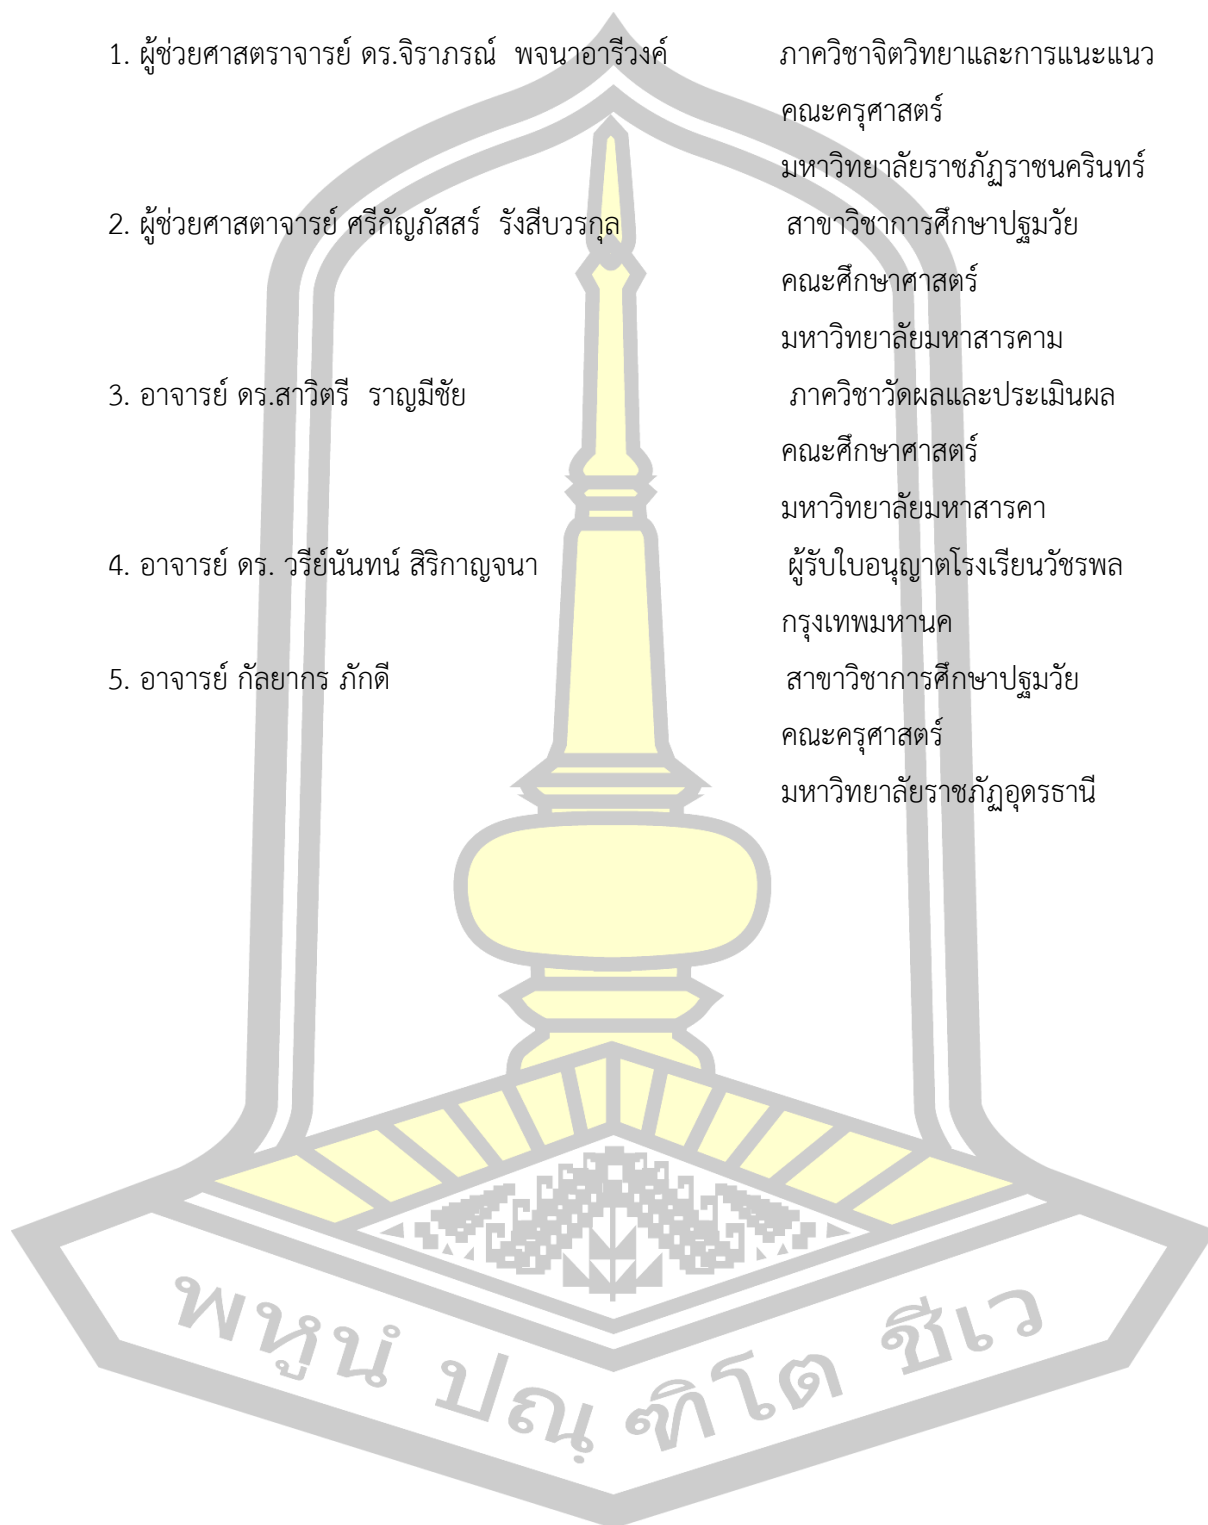 1. ผู้ช่วยศาสตราจารย์ ดร.จิราภรณ์ พจนาอารีวงค์ ภาควิชาจิตวิทยาและการแนะแนว
คณะครุศาสตร์
มหาวิทยาลัยราชภัฏราชนครินทร์
2. ผู้ช่วยศาสตาจารย์ ศรีกัญภัสสร์ รังสีบวรกุล สาขาวิชาการศึกษาปฐมวัย
คณะศึกษาศาสตร์
มหาวิทยาลัยมหาสารคาม
3. อาจารย์ ดร.สาวิตรี ราญมีชัย ภาควิชาวัดผลและประเมินผล
คณะศึกษาศาสตร์
มหาวิทยาลัยมหาสารคา
4. อาจารย์ ดร. วรีย์นันทน์ สิริกาญจนา ผู้รับใบอนุญาตโรงเรียนวัชรพล
กรุงเทพมหานค
5. อาจารย์ กัลยากร ภักดี สาขาวิชาการศึกษาปฐมวัย
คณะครุศาสตร์
มหาวิทยาลัยราชภัฏอุดรธานี
พหูนํ ปณฺ ฑิโต ชีเว